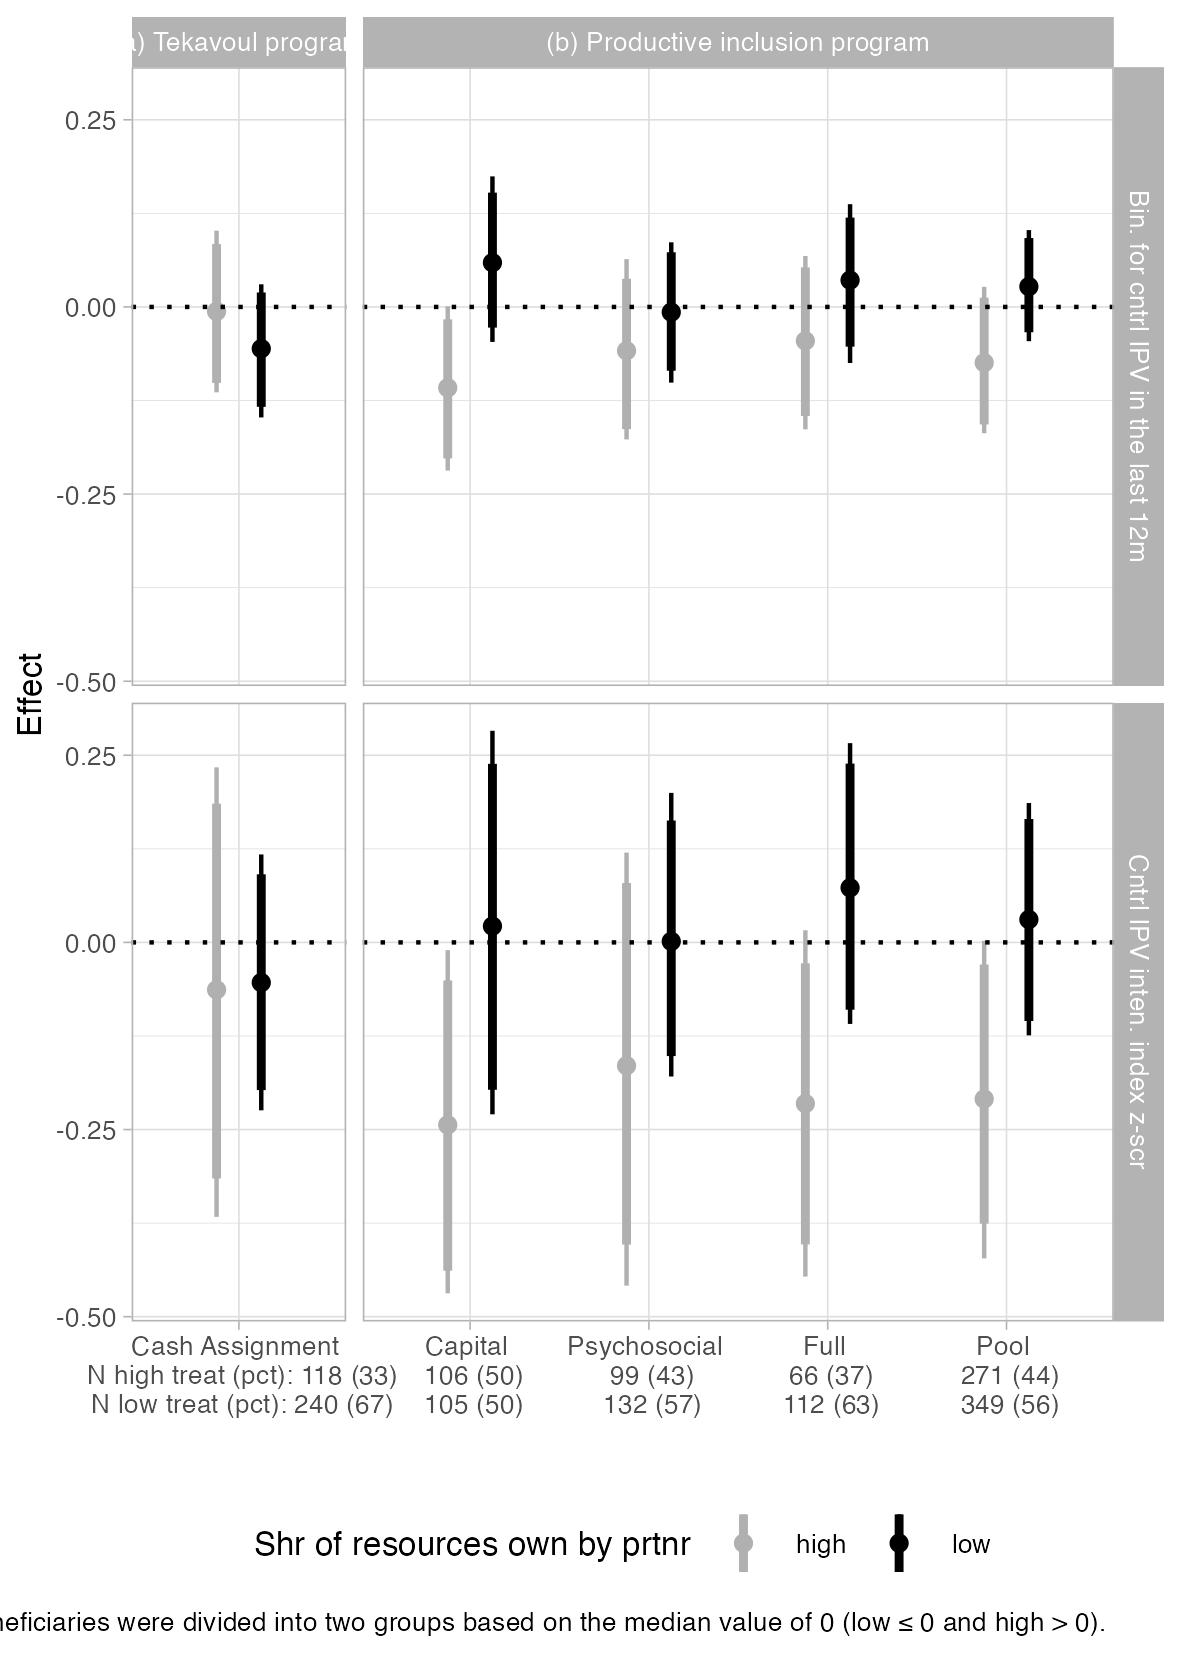 ) Tekavoul progra
(b) Productive inclusion program
Effect
0.25
0.00
-0.25
-0.50
Bin. for cntrl IPV in the last 12m
0.25
0.00
-0.25
-0.50
Cntrl IPV inten. index z-scr
Cash Assignment Capital Psychosocial Full Pool
N high treat (pct): 118 (33) 106 (50) 99 (43) 66 (37) 271 (44)
N low treat (pct): 240 (67) 105 (50) 132 (57) 112 (63) 349 (56)
Shr of resources own by prtnr high low
neficiaries were divided into two groups based on the median value of 0 (low ≤ 0 and high > 0).